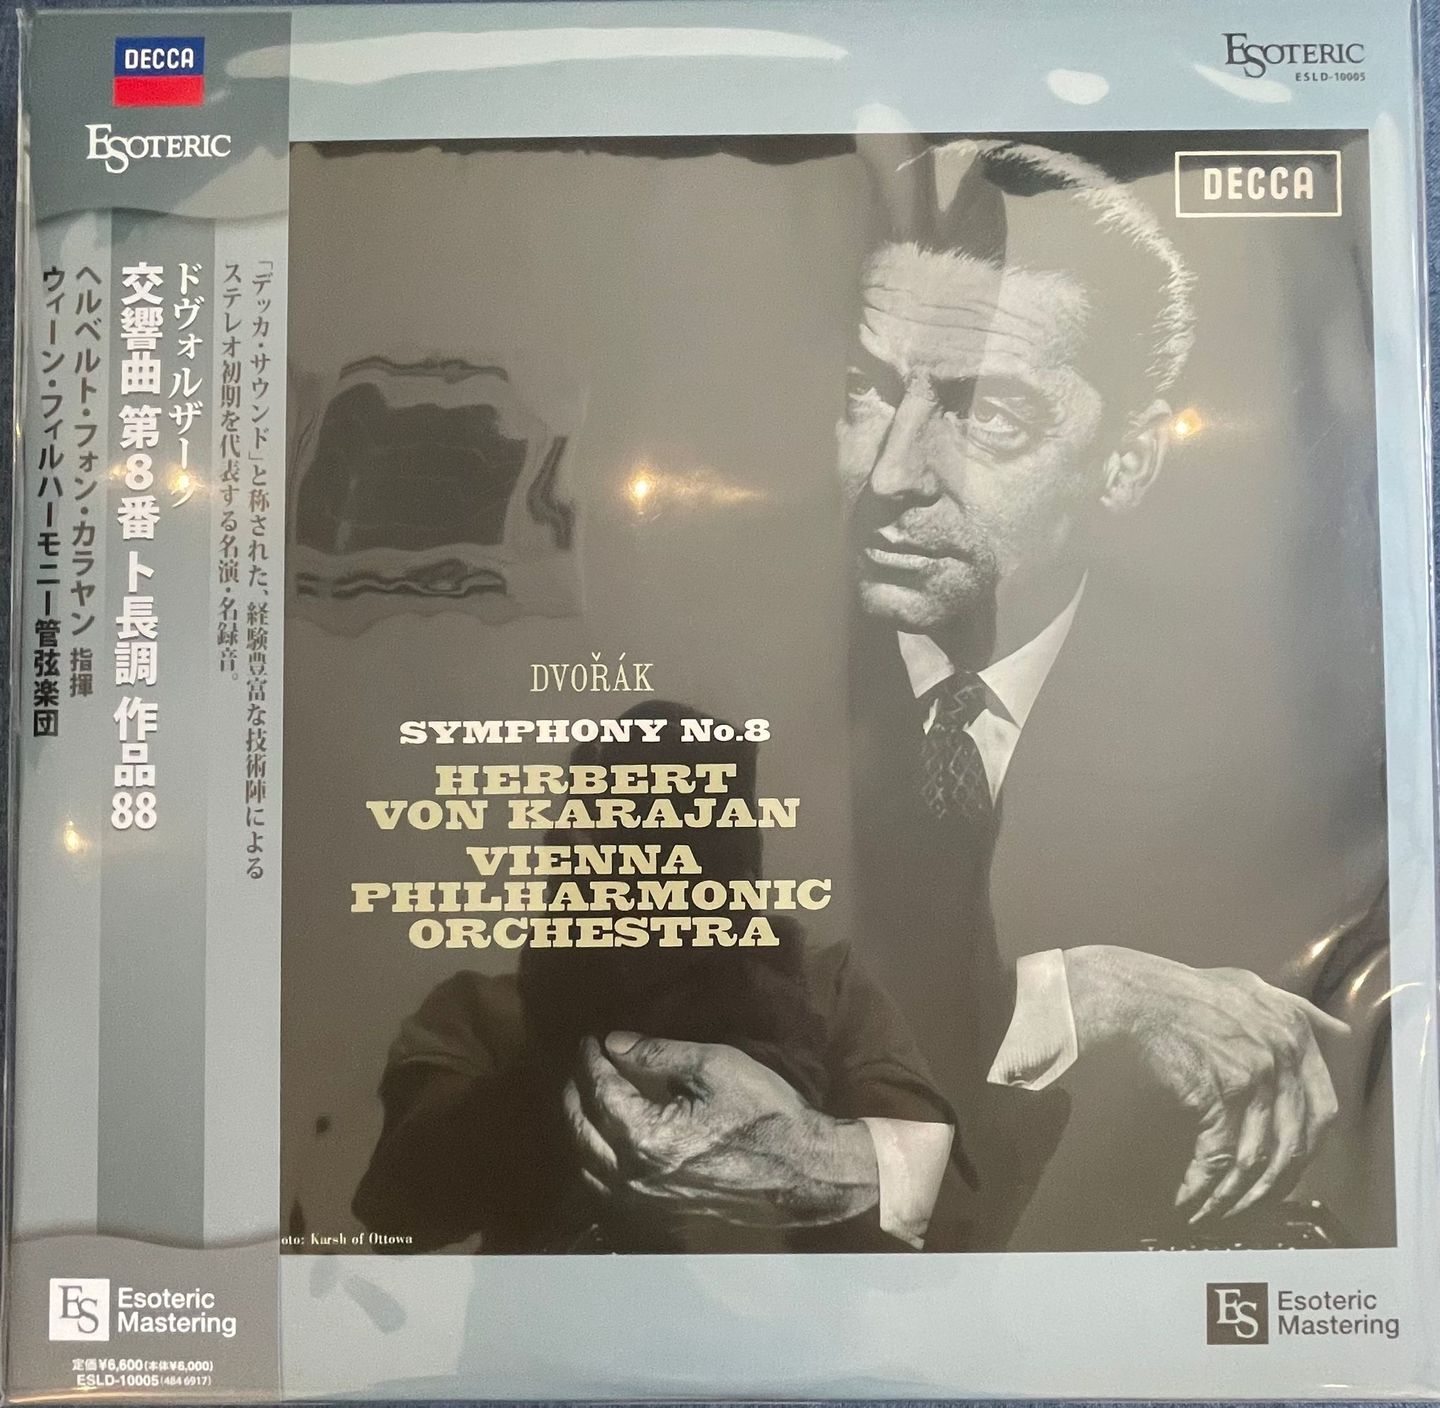 DECCA
ESOTERIC
「デッカ・サウンド」と称された、経験豊富な技術陣による
ステレオ初期を代表する名演・名録音。
ドヴォルザーク
交響曲 第8番 ト長調 作品88
ヘルベルト・フォン・カラヤン 指揮
ウィーン・フィルハーモニー管弦楽団
ES Esoteric
Mastering
定価¥6,600(本体¥6,000)
ESLD-10005(484 6917)
ESOTERIC
ESLD-10005
DECCA
DVOŘÁK
SYMPHONY No.8
HERBERT
VON KARAJAN
VIENNA
PHILHARMONIC
ORCHESTRA
oto: Karsh of Ottowa
ES Esoteric
Mastering